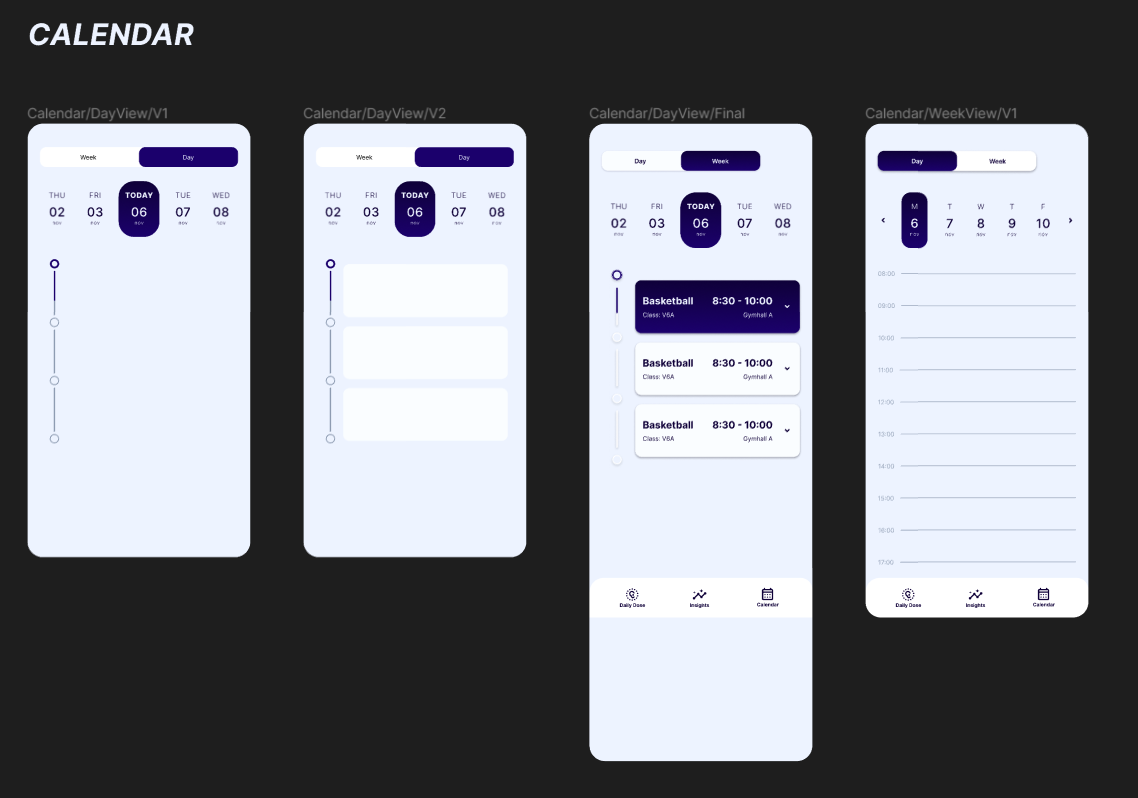 CALENDAR
Calendar/DayView/V1
Week Day
THU FRI TODAY TUE WED
02 03 06 07 08
nov nov nov nov nov
Calendar/DayView/V2
Week Day
THU FRI TODAY TUE WED
02 03 06 07 08
nov nov nov nov nov
Calendar/DayView/Final
Day Week
THU FRI TODAY TUE WED
02 03 06 07 08
nov nov nov nov nov
Basketball 8:30 - 10:00
Class: V6A Gymhall A
Basketball 8:30 - 10:00
Class: V6A Gymhall A
Basketball 8:30 - 10:00
Class: V6A Gymhall A
Daily Dose Insights Calendar
Calendar/WeekView/V1
Day Week
M T W T F
6 7 8 9 10
nov nov nov nov nov
08:00
09:00
10:00
11:00
12:00
13:00
14:00
15:00
16:00
17:00
Daily Dose Insights Calendar